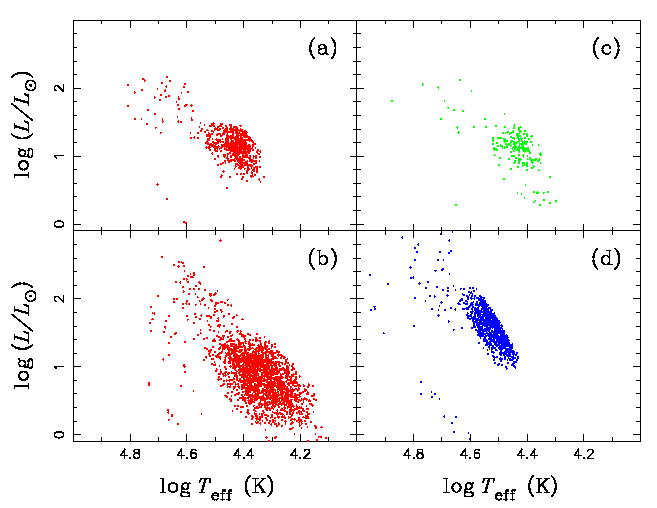 (a)
(c)
log (L/L⊙)
2
1
0
(b)
(d)
log (L/L⊙)
2
1
0
4.8 4.6 4.4 4.2 4.8 4.6 4.4 4.2
log Teff (K) log Teff (K)